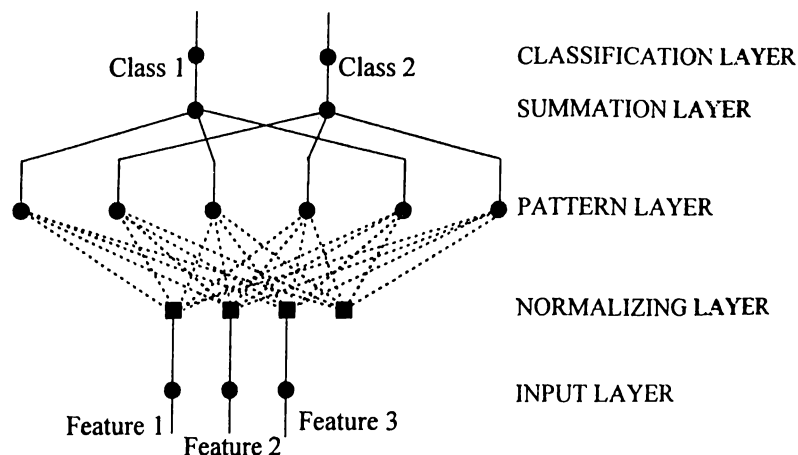 CLASSIFICATION LAYER
Class 1
Class 2
SUMMATION LAYER
PATTERN LAYER
NORMALIZING LAYER
INPUT LAYER
Feature 1
Feature 2
Feature 3